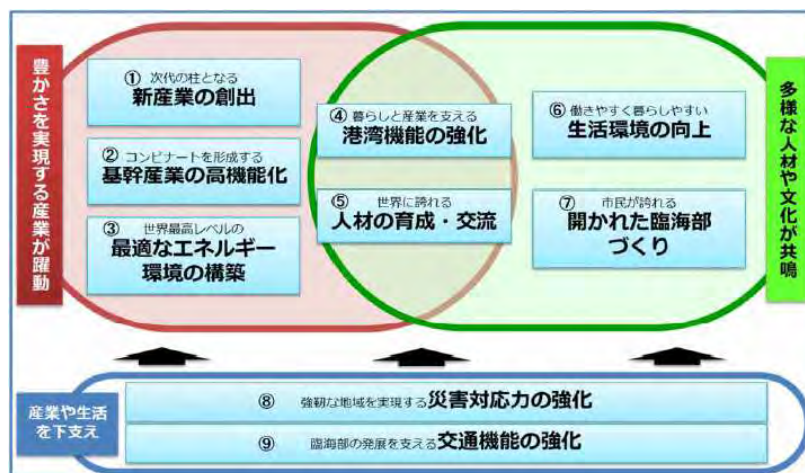 豊かさを実現する産業が躍動
① 次代の柱となる
新産業の創出
② コンビナートを形成する
基幹産業の高機能化
③ 世界最高レベルの
最適なエネルギー
環境の構築
④ 暮らしと産業を支える
港湾機能の強化
⑤ 世界に誇れる
人材の育成・交流
⑥ 働きやすく暮らしやすい
生活環境の向上
⑦ 市民が誇れる
開かれた臨海部
づくり
多様な人材や文化が共鳴
産業や生活
を下支え
⑧ 強靭な地域を実現する災害対応力の強化
⑨ 臨海部の発展を支える交通機能の強化